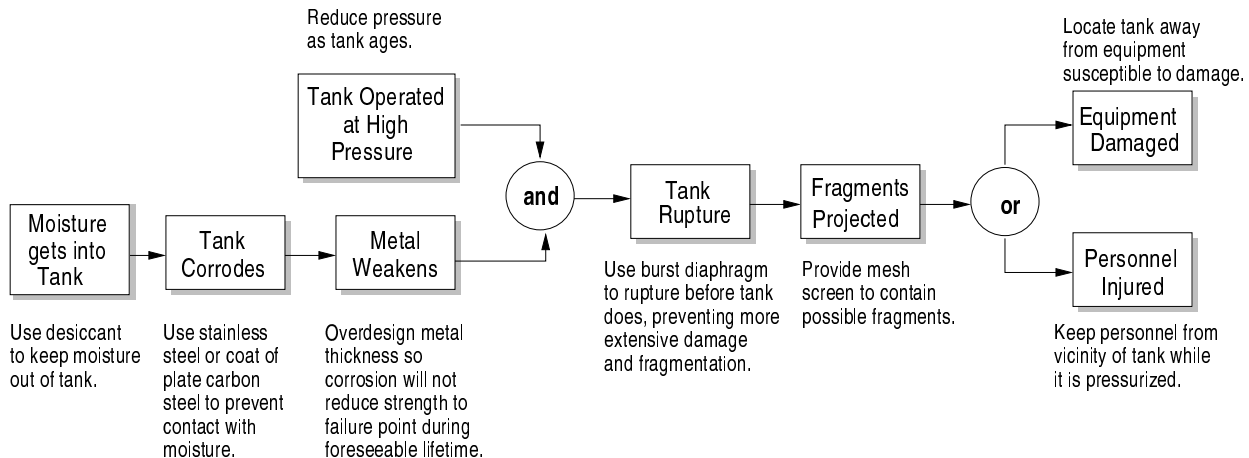 Reduce pressure
as tank ages.
Tank Operated
at High
Pressure
and
Moisture
gets into
Tank
Tank
Corrodes
Metal
Weakens
Use desiccant
to keep moisture
out of tank.
Use stainless
steel or coat of
plate carbon
steel to prevent
contact with
moisture.
Overdesign metal
thickness so
corrosion will not
reduce strength to
failure point during
foreseeable lifetime.
Tank
Rupture
Use burst diaphragm
to rupture before tank
does, preventing more
extensive damage
and fragmentation.
Fragments
Projected
Provide mesh
screen to contain
possible fragments.
or
Locate tank away
from equipment
susceptible to damage.
Equipment
Damaged
Personnel
Injured
Keep personnel from
vicinity of tank while
it is pressurized.